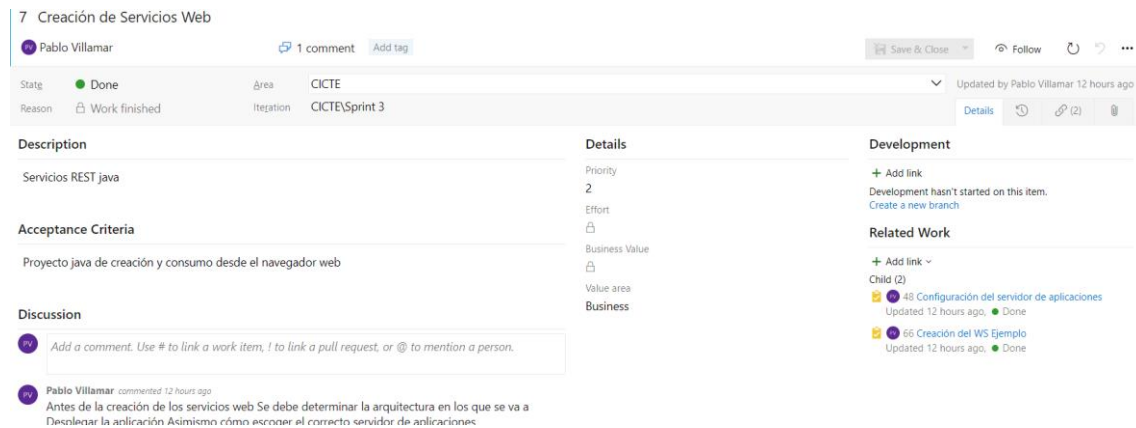 7 Creación de Servicios Web
PV Pablo Villamar
1 comment
Add tag
Save & Close
Follow
State
Done
Area
CICTE
Updated by Pablo Villamar 12 hours ago
Reason
Work finished
Iteration
CICTE\Sprint 3
Details
(2)
Description
Servicios REST java
Acceptance Criteria
Proyecto java de creación y consumo desde el navegador web
Discussion
PV
Add a comment. Use # to link a work item, ! to link a pull request, or @ to mention a person.
PV
Pablo Villamar commented 12 hours ago
Antes de la creación de los servicios web Se debe determinar la arquitectura en los que se va a
Desplegar la aplicación Asimismo cómo escoger el correcto servidor de aplicaciones
Details
Priority
2
Effort
Business Value
Value area
Business
Development
+ Add link
Development hasn't started on this item.
Create a new branch
Related Work
+ Add link
Child (2)
PV 48 Configuración del servidor de aplicaciones
Updated 12 hours ago, Done
PV 66 Creación del WS Ejemplo
Updated 12 hours ago, Done